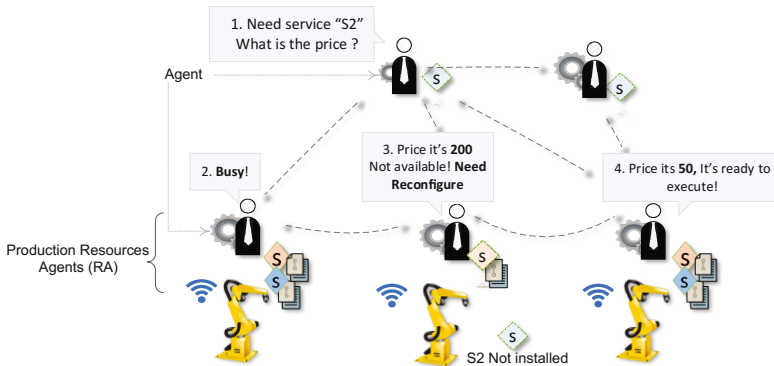 1. Need service “S2”
What is the price ?
Agent
S
S
3. Price it's 200
Not available! Need
Reconfigure
2. Busy!
4. Price its 50, It's ready to
execute!
Production Resources
Agents (RA)
S
S
S
S
S
S
S2 Not installed